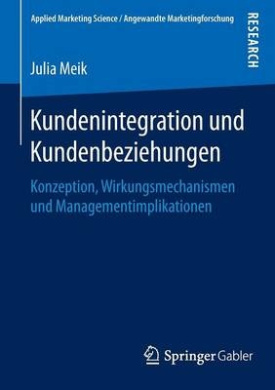 Applied Marketing Science / Angewandte Marketingforschung
RESEARCH
Julia Meik
Kundenintegration und
Kundenbeziehungen
Konzeption, Wirkungsmechanismen
und Managementimplikationen
Springer Gabler